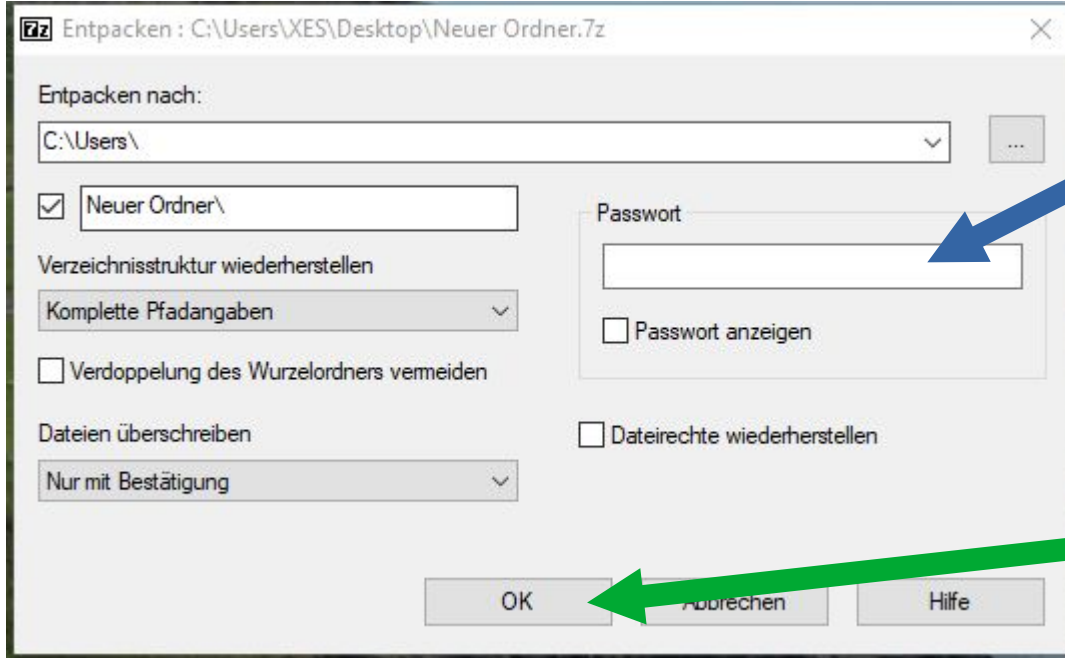 7z Entpacken : C:\Users\XES\Desktop\Neuer Ordner.7z
Entpacken nach:
C:\Users\
...
Neuer Ordner\
Passwort
Verzeichnisstruktur wiederherstellen
Komplette Pfadangaben
Passwort anzeigen
Verdoppelung des Wurzelordners vermeiden
Dateien überschreiben
Dateirechte wiederherstellen
Nur mit Bestätigung
OK
Abbrechen
Hilfe